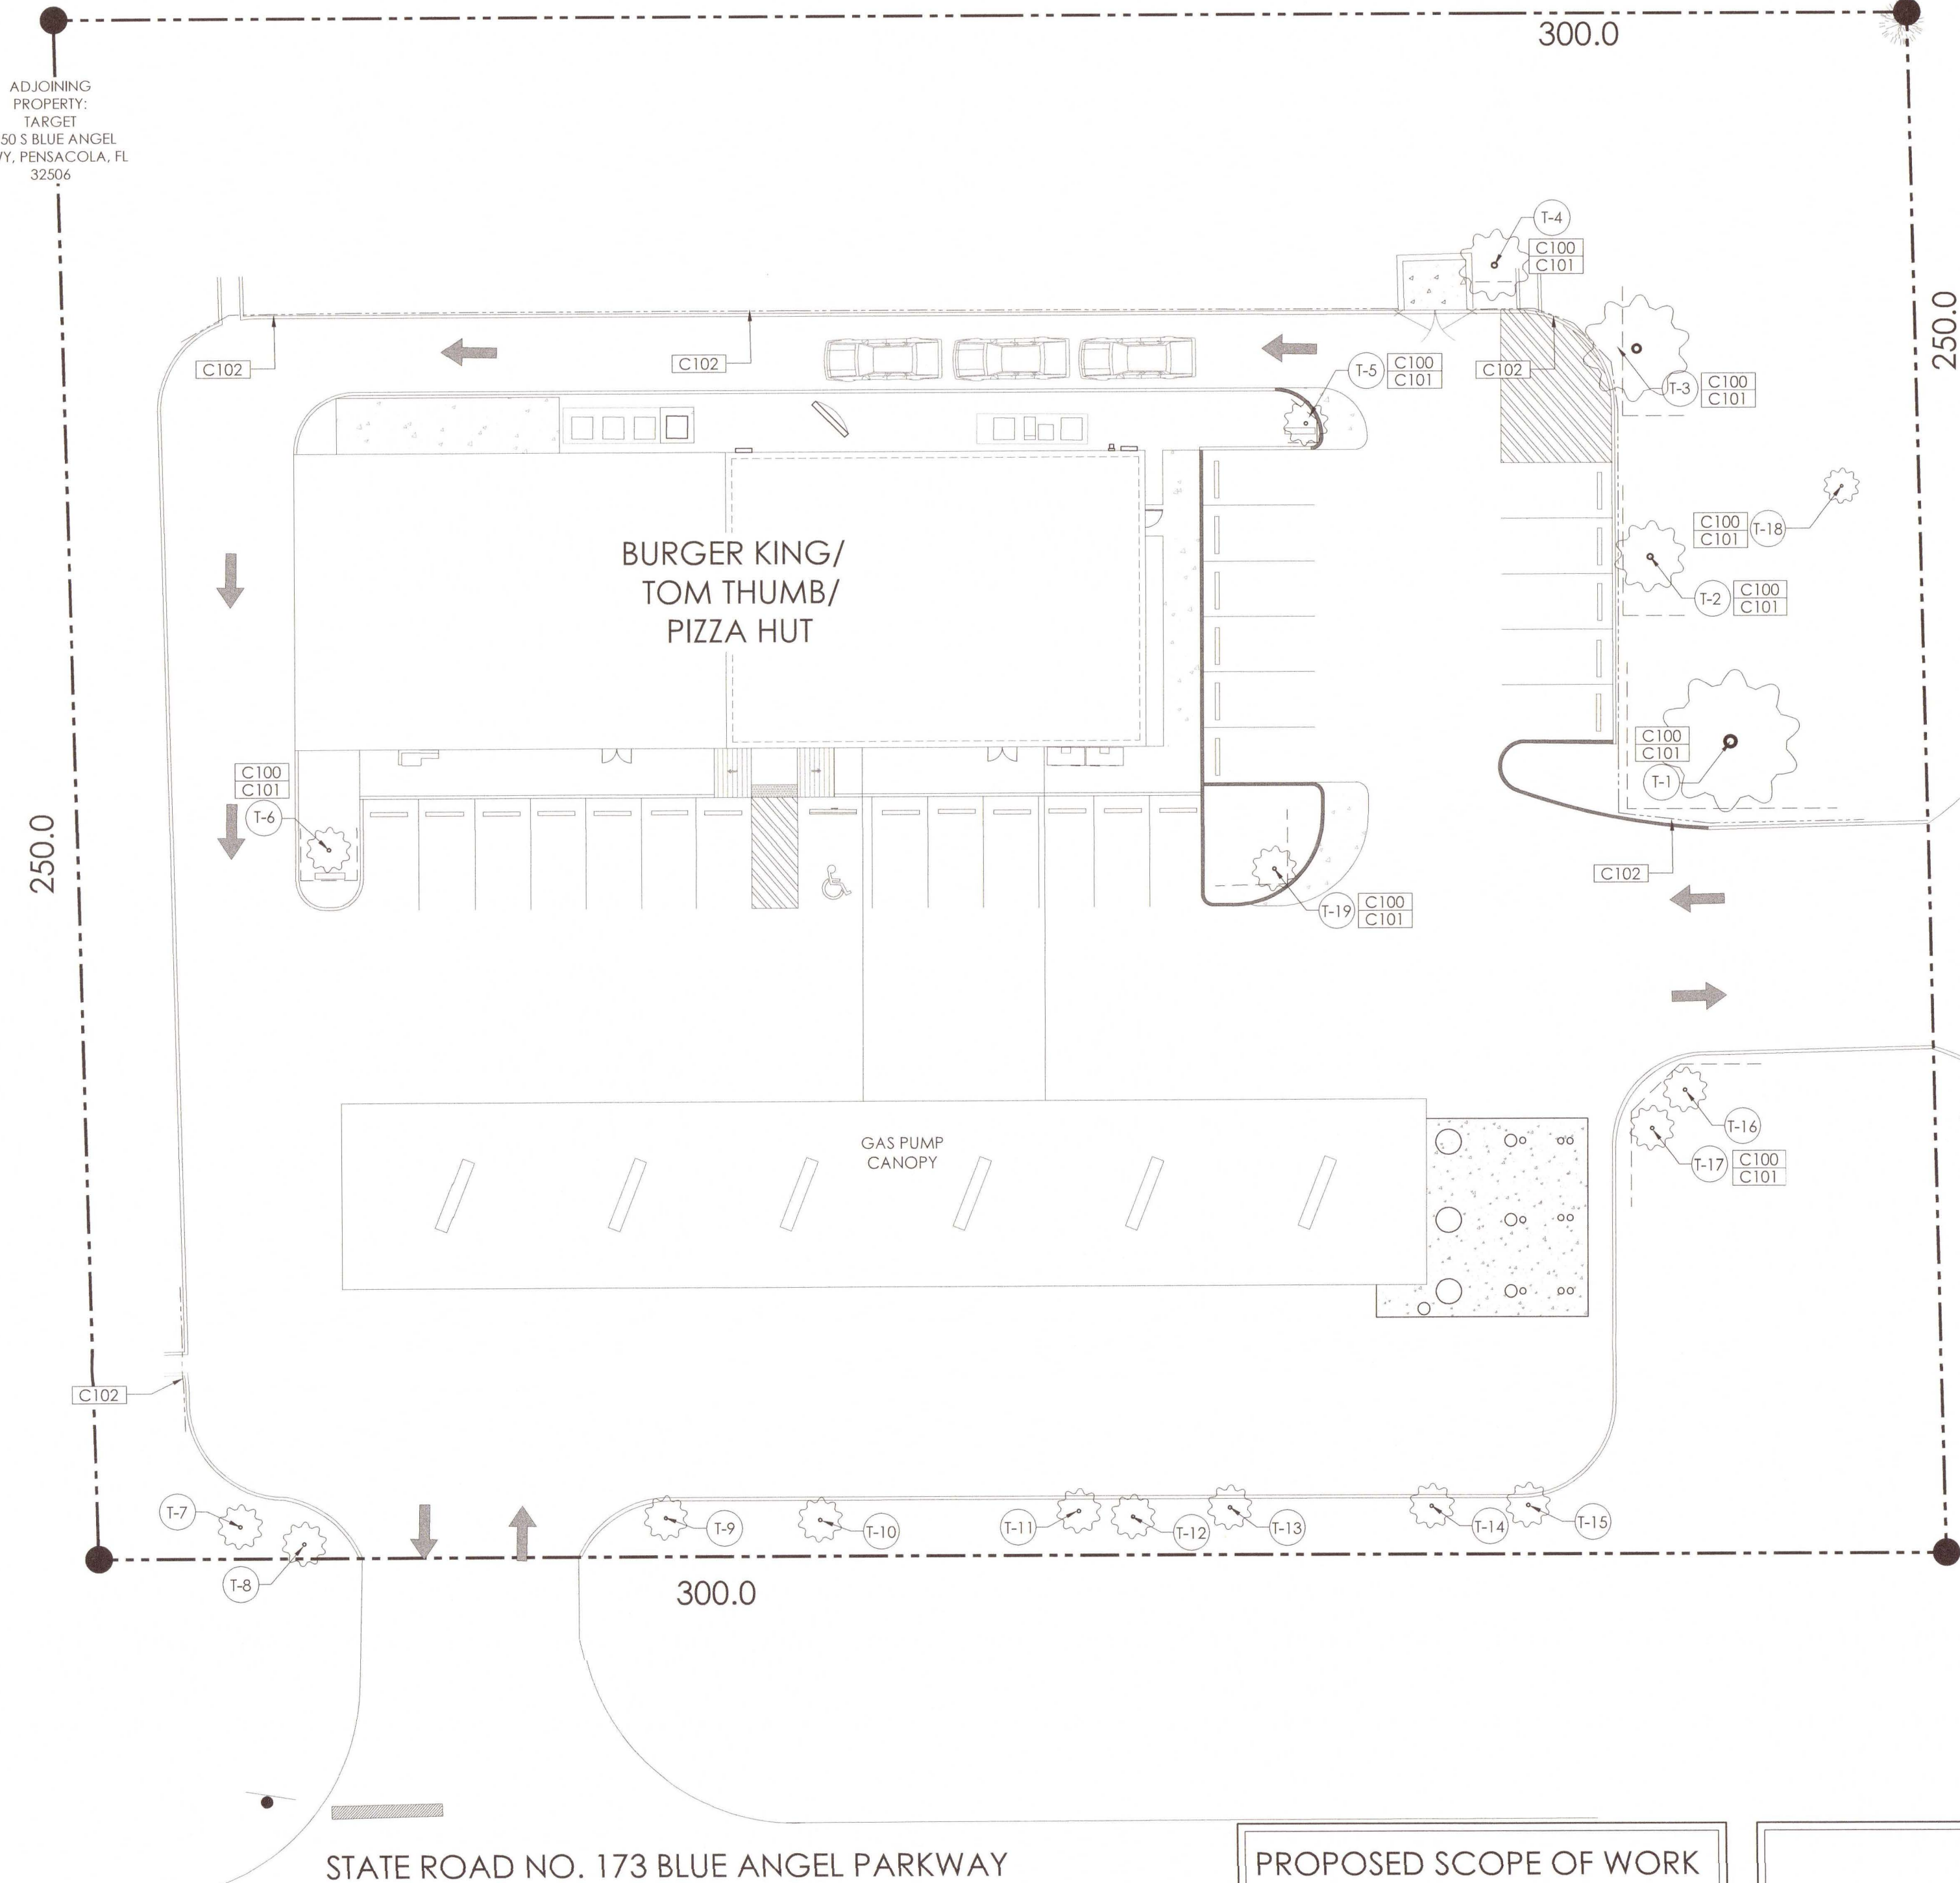 300.0
ADJOINING
PROPERTY:
TARGET
50 S BLUE ANGEL
PENSACOLA, FL
32506
T-4
C100
C101
250.0
C102
C102
T-5
C100
C101
C102
T-3
C100
C101
BURGER KING/
TOM THUMB/
PIZZA HUT
C100
C101
T-18
T-2
C100
C101
C100
C101
T-1
C100
C101
T-6
250.0
C102
T-19
C100
C101
GAS PUMP
CANOPY
T-16
T-17
C100
C101
C102
T-7
T-8
T-9
T-10
T-11
T-12
T-13
T-14
T-15
300.0
STATE ROAD NO. 173 BLUE ANGEL PARKWAY
PROPOSED SCOPE OF WORK